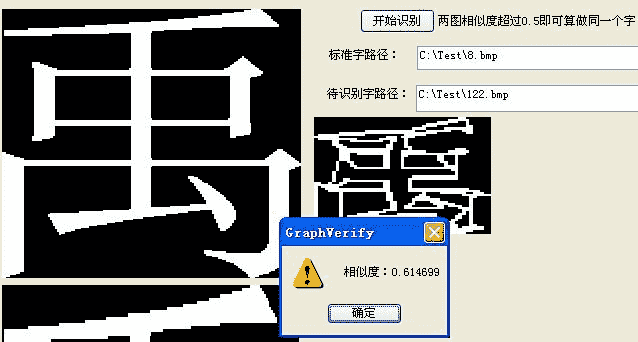 禹
开始识别 两图相似度超过0.5即可算做同一个字
标准字路径： C:\Test\8.bmp
待识别字路径： C:\Test\122.bmp
GraphVerify
相似度：0.614699
确定